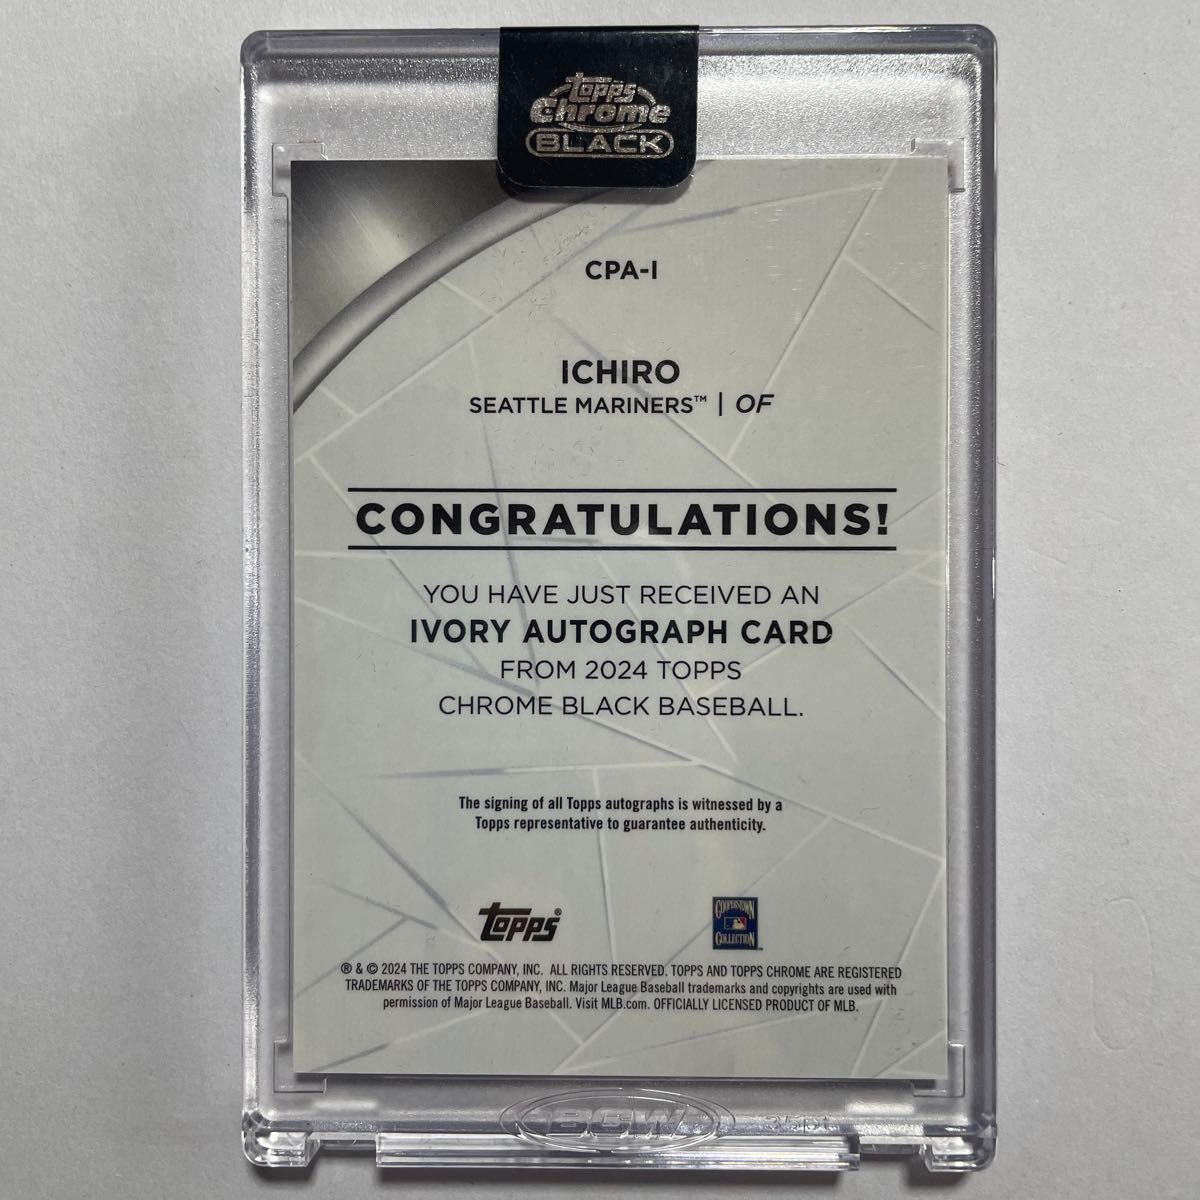 Topps
Chrome
BLACK
CPA-I
ICHIRO
SEATTLE MARINERS™ | OF
CONGRATULATIONS!
YOU HAVE JUST RECEIVED AN
IVORY AUTOGRAPH CARD
FROM 2024 TOPPS
CHROME BLACK BASEBALL.
The signing of all Topps autographs is witnessed by a
Topps representative to guarantee authenticity.
Topps®
COOPERSTOWN
COLLECTION
® & © 2024 THE TOPPS COMPANY, INC. ALL RIGHTS RESERVED. TOPPS AND TOPPS CHROME ARE REGISTERED
TRADEMARKS OF THE TOPPS COMPANY, INC. Major League Baseball trademarks and copyrights are used with
permission of Major League Baseball. Visit MLB.com. OFFICIALLY LICENSED PRODUCT OF MLB.
BCW